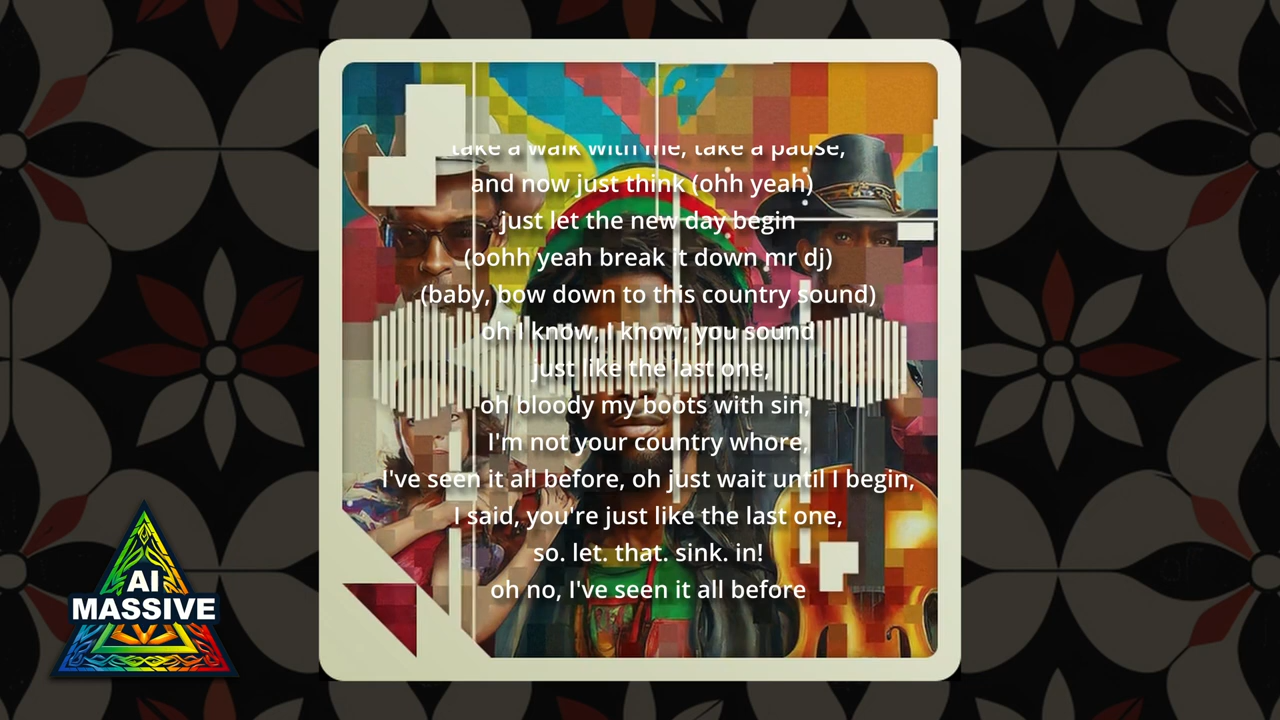 take a walk with me, take a pause,
and now just think (ohh yeah)
just let the new day begin
(oohh yeah break it down mr dj)
(baby, bow down to this country sound)
oh I know, I know, you sound
just like the last one,
oh bloody my boots with sin,
I'm not your country whore,
I've seen it all before, oh just wait until I begin,
I said, you're just like the last one,
so. let. that. sink. in!
oh no, I've seen it all before
AI
MASSIVE